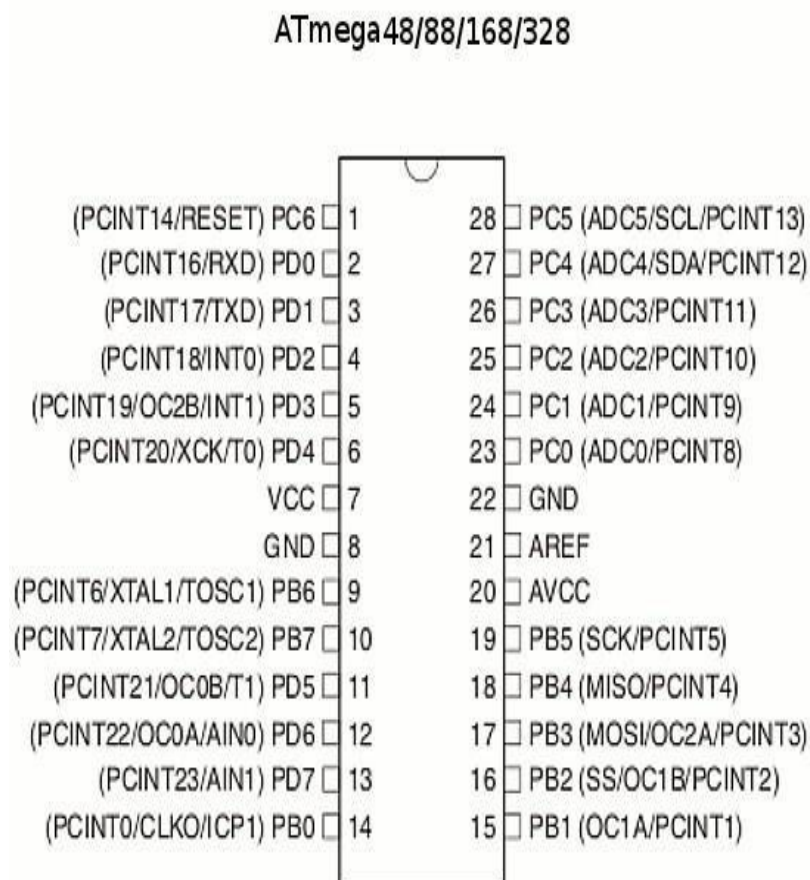 ATmega48/88/168/328
(PCINT14/RESET) PC6 1 28 PC5 (ADC5/SCL/PCINT13)
(PCINT16/RXD) PD0 2 27 PC4 (ADC4/SDA/PCINT12)
(PCINT17/TXD) PD1 3 26 PC3 (ADC3/PCINT11)
(PCINT18/INT0) PD2 4 25 PC2 (ADC2/PCINT10)
(PCINT19/OC2B/INT1) PD3 5 24 PC1 (ADC1/PCINT9)
(PCINT20/XCK/T0) PD4 6 23 PC0 (ADC0/PCINT8)
VCC 7 22 GND
GND 8 21 AREF
(PCINT6/XTAL1/TOSC1) PB6 9 20 AVCC
(PCINT7/XTAL2/TOSC2) PB7 10 19 PB5 (SCK/PCINT5)
(PCINT21/OC0B/T1) PD5 11 18 PB4 (MISO/PCINT4)
(PCINT22/OC0A/AIN0) PD6 12 17 PB3 (MOSI/OC2A/PCINT3)
(PCINT23/AIN1) PD7 13 16 PB2 (SS/OC1B/PCINT2)
(PCINT0/CLKO/ICP1) PB0 14 15 PB1 (OC1A/PCINT1)